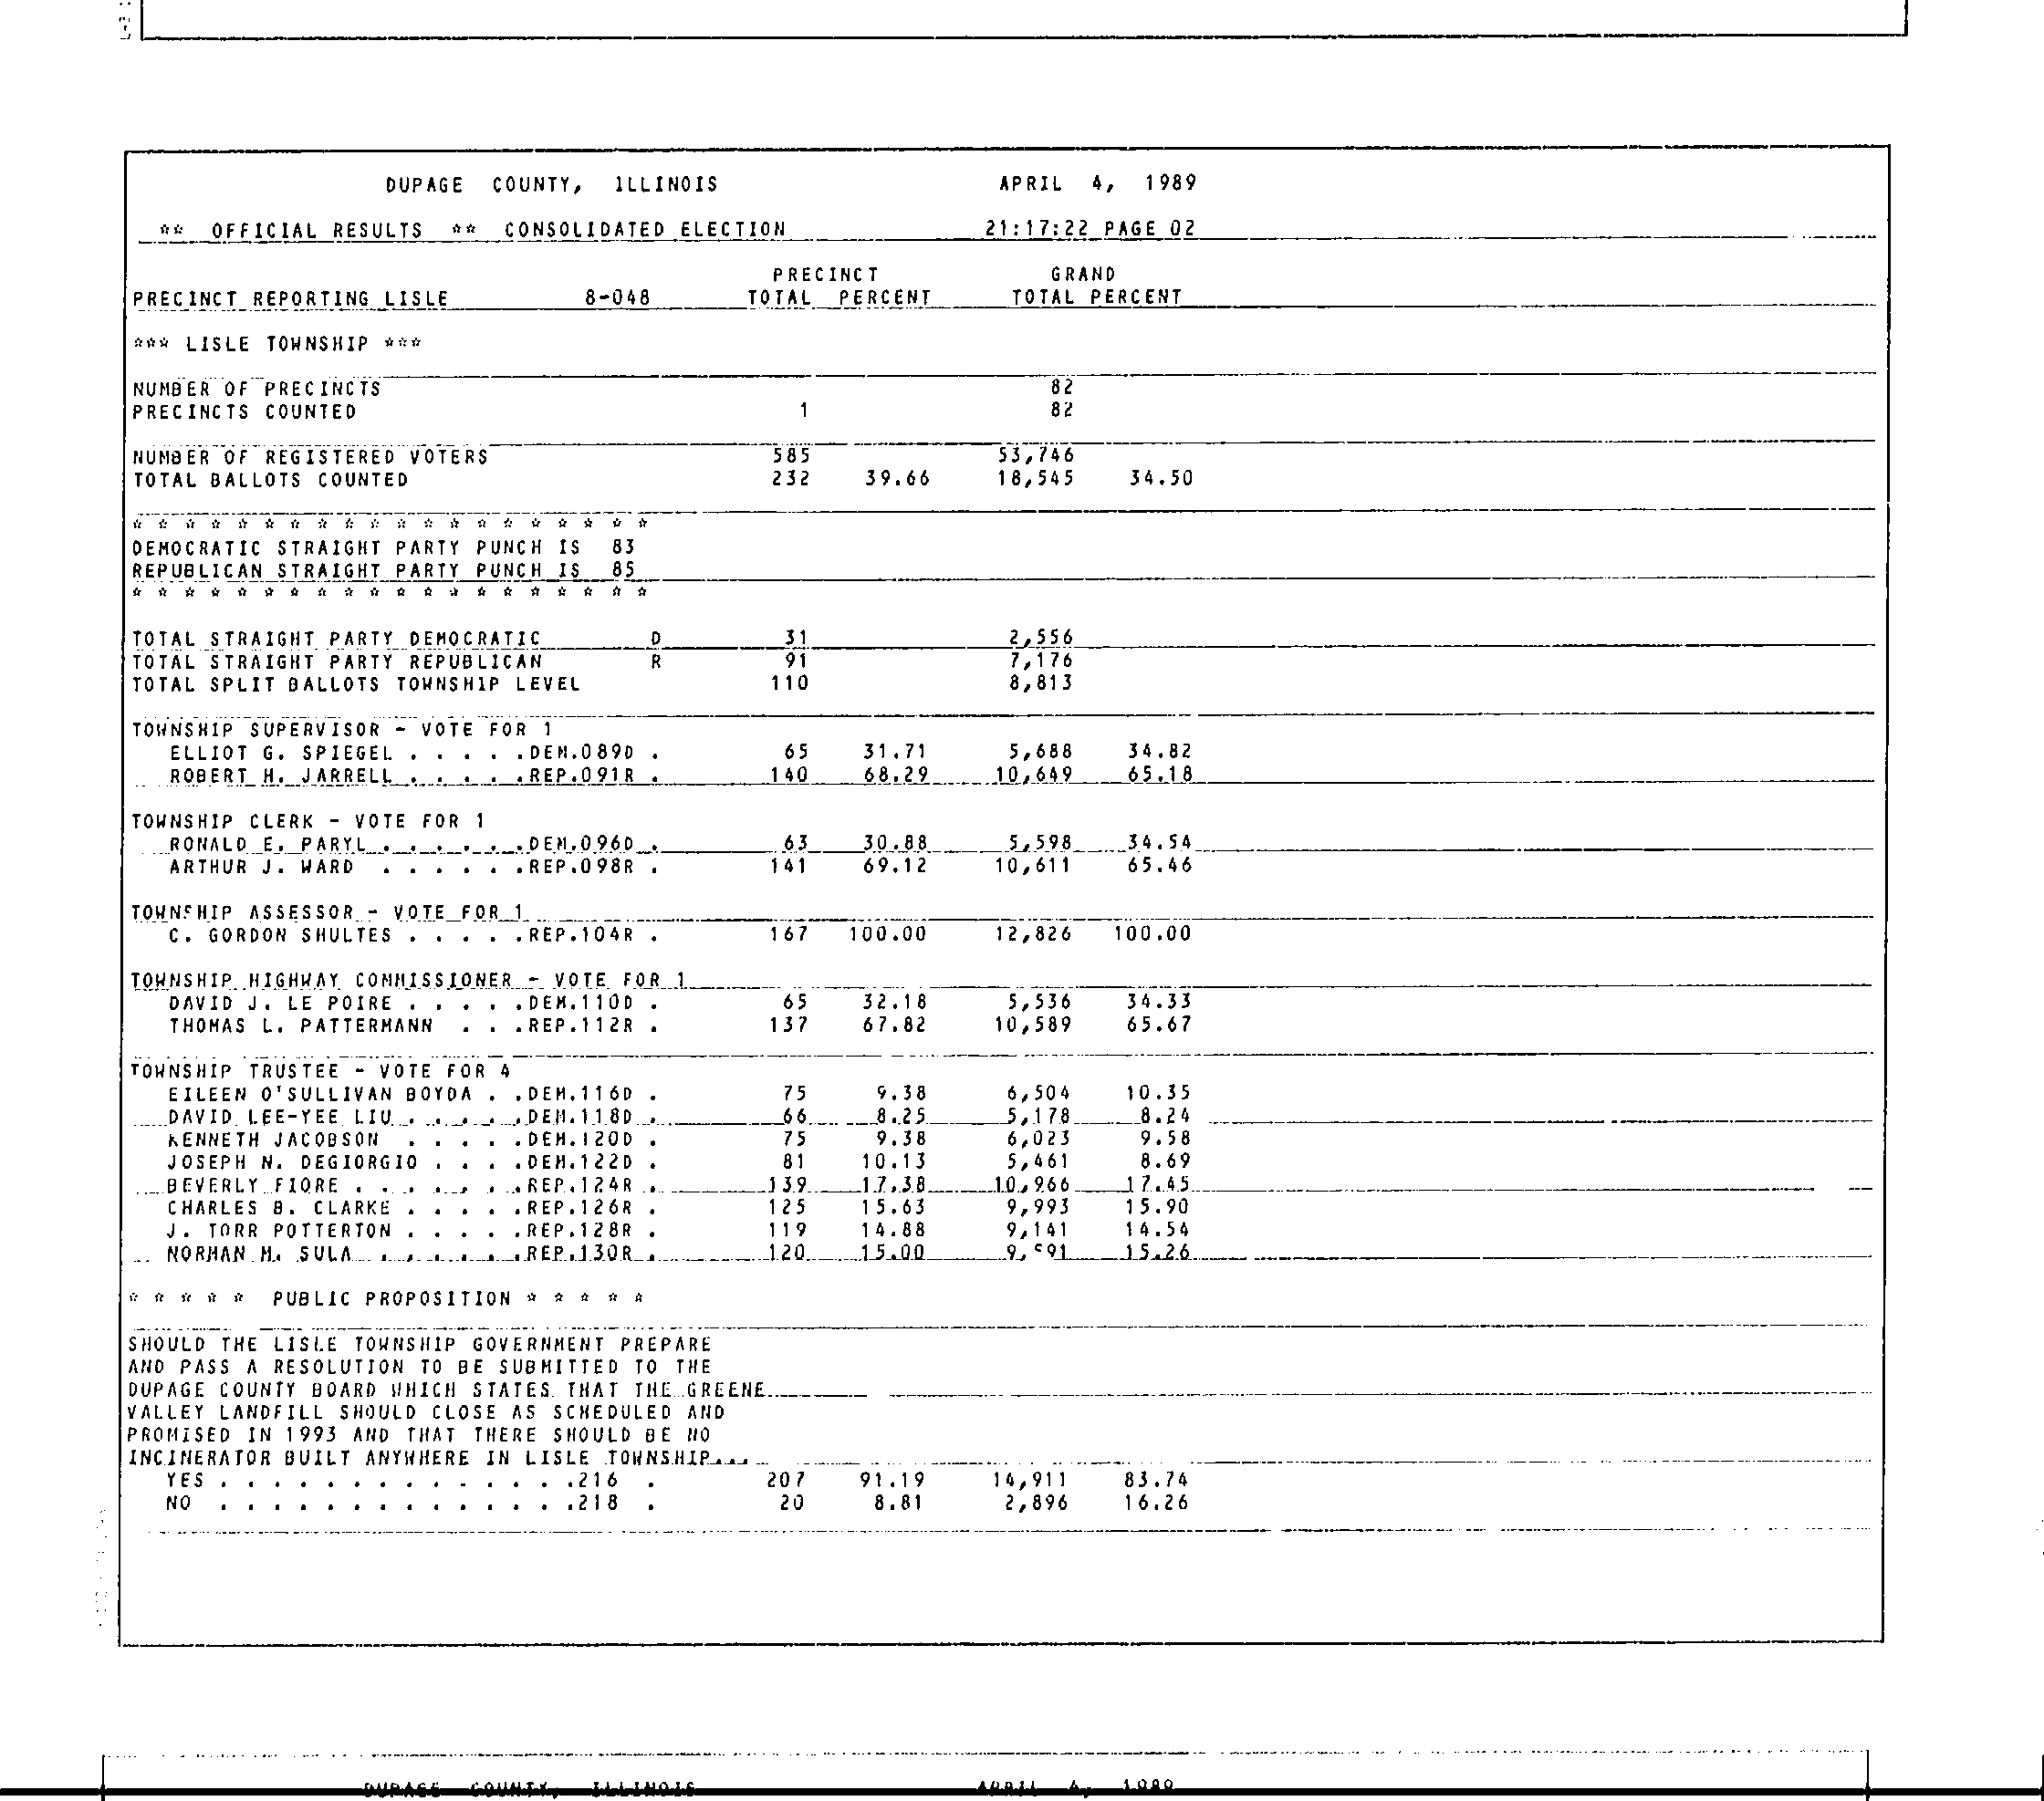 DUPAGE COUNTY, ILLINOIS APRIL 4, 1989
** OFFICIAL RESULTS ** CONSOLIDATED ELECTION 21:17:22 PAGE 02
PRECINCT GRAND
PRECINCT REPORTING LISLE 8-048 TOTAL PERCENT TOTAL PERCENT
*** LISLE TOWNSHIP ***
NUMBER OF PRECINCTS 82
PRECINCTS COUNTED 1 82
NUMBER OF REGISTERED VOTERS 585 53,746
TOTAL BALLOTS COUNTED 232 39.66 18,545 34.50
* * * * * * * * * * * * * * * * * * * *
DEMOCRATIC STRAIGHT PARTY PUNCH IS 83
REPUBLICAN STRAIGHT PARTY PUNCH IS 85
* * * * * * * * * * * * * * * * * * * *
TOTAL STRAIGHT PARTY DEMOCRATIC D 31 2,556
TOTAL STRAIGHT PARTY REPUBLICAN R 91 7,176
TOTAL SPLIT BALLOTS TOWNSHIP LEVEL 110 8,813
TOWNSHIP SUPERVISOR - VOTE FOR 1
ELLIOT G. SPIEGEL . . . . .DEM.089D . 65 31.71 5,688 34.82
ROBERT H. JARRELL . . . . .REP.091R . 140 68.29 10,649 65.18
TOWNSHIP CLERK - VOTE FOR 1
RONALD E. PARYL . . . . . .DEM.096D . 63 30.88 5,598 34.54
ARTHUR J. WARD . . . . . .REP.098R . 141 69.12 10,611 65.46
TOWNSHIP ASSESSOR - VOTE FOR 1
C. GORDON SHULTES . . . . .REP.104R . 167 100.00 12,826 100.00
TOWNSHIP HIGHWAY COMMISSIONER - VOTE FOR 1
DAVID J. LE POIRE . . . . .DEM.110D . 65 32.18 5,536 34.33
THOMAS L. PATTERMANN . . .REP.112R . 137 67.82 10,589 65.67
TOWNSHIP TRUSTEE - VOTE FOR 4
EILEEN O'SULLIVAN BOYDA . .DEM.116D . 75 9.38 6,504 10.35
DAVID LEE-YEE LIU . . . . .DEM.118D . 66 8.25 5,178 8.24
KENNETH JACOBSON . . . . .DEM.120D . 75 9.38 6,023 9.58
JOSEPH N. DEGIORGIO . . . .DEM.122D . 81 10.13 5,461 8.69
BEVERLY FIORE . . . . . . .REP.124R . 139 17.38 10,966 17.45
CHARLES B. CLARKE . . . . .REP.126R . 125 15.63 9,993 15.90
J. TORR POTTERTON . . . . .REP.128R . 119 14.88 9,141 14.54
NORMAN M. SULA . . . . . .REP.130R . 120 15.00 9,591 15.26
* * * * * PUBLIC PROPOSITION * * * * *
SHOULD THE LISLE TOWNSHIP GOVERNMENT PREPARE
AND PASS A RESOLUTION TO BE SUBMITTED TO THE
DUPAGE COUNTY BOARD WHICH STATES THAT THE GREENE
VALLEY LANDFILL SHOULD CLOSE AS SCHEDULED AND
PROMISED IN 1993 AND THAT THERE SHOULD BE NO
INCINERATOR BUILT ANYWHERE IN LISLE TOWNSHIP...
YES . . . . . . . . . . . . . .216 . 207 91.19 14,911 83.74
NO . . . . . . . . . . . . . .218 . 20 8.81 2,896 16.26
DUPAGE COUNTY, ILLINOIS APRIL 4, 1989